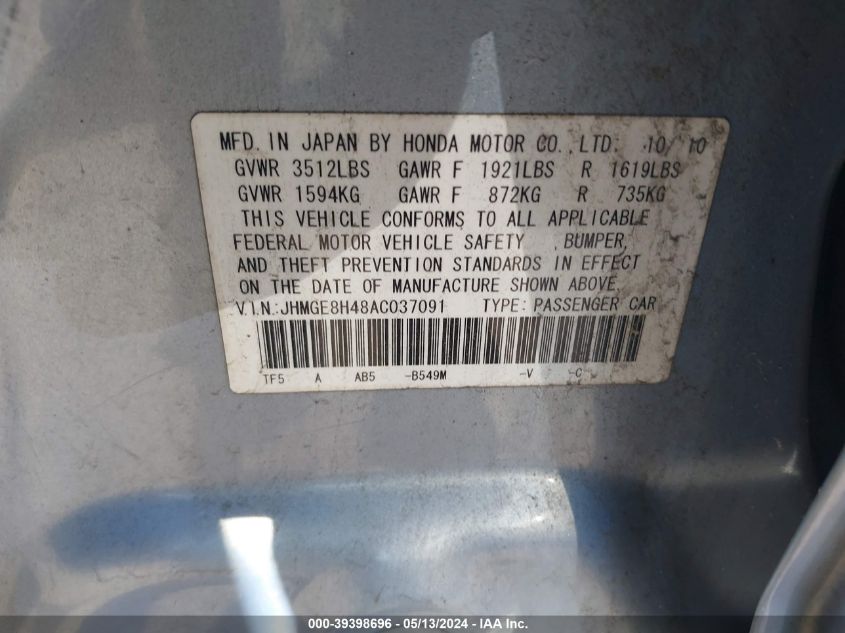 MFD. IN JAPAN BY HONDA MOTOR CO., LTD. 10/10
GVWR 3512LBS GAWR F 1921LBS R 1619LBS
GVWR 1594KG GAWR F 872KG R 735KG
THIS VEHICLE CONFORMS TO ALL APPLICABLE
FEDERAL MOTOR VEHICLE SAFETY , BUMPER,
AND THEFT PREVENTION STANDARDS IN EFFECT
ON THE DATE OF MANUFACTURE SHOWN ABOVE.
V.I.N.:JHMGE8H48AC037091 TYPE: PASSENGER CAR
TF5 A AB5 -B549M -V -C
000-39398696 - 05/13/2024 - IAA Inc.